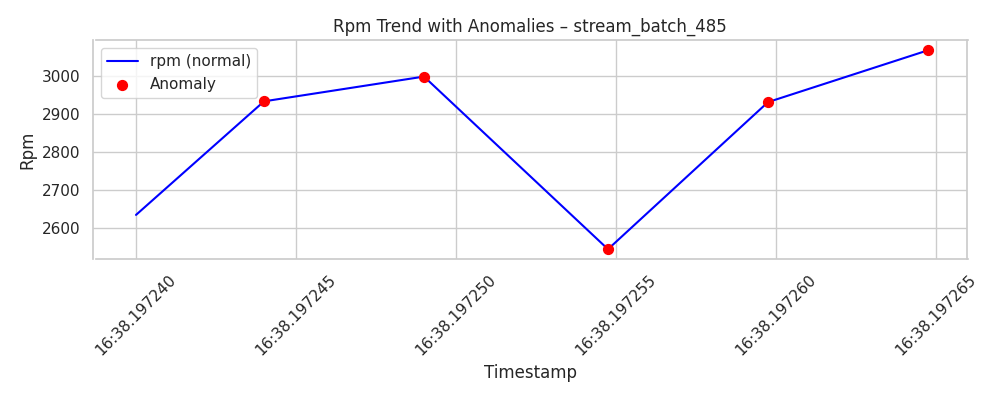 Rpm Trend with Anomalies – stream_batch_485
rpm (normal)
Anomaly
Rpm
3000
2900
2800
2700
2600
16:38.197240
16:38.197245
16:38.197250
16:38.197255
16:38.197260
16:38.197265
Timestamp